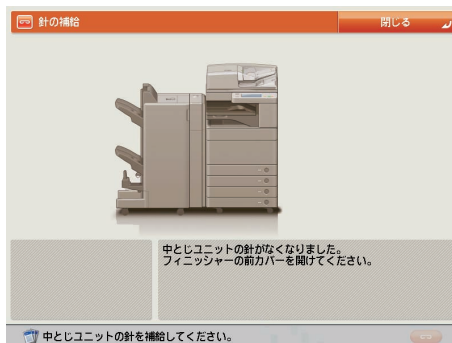 針の補給
閉じる
中とじユニットの針がなくなりました。
フィニッシャーの前カバーを開けてください。
中とじユニットの針を補給してください。